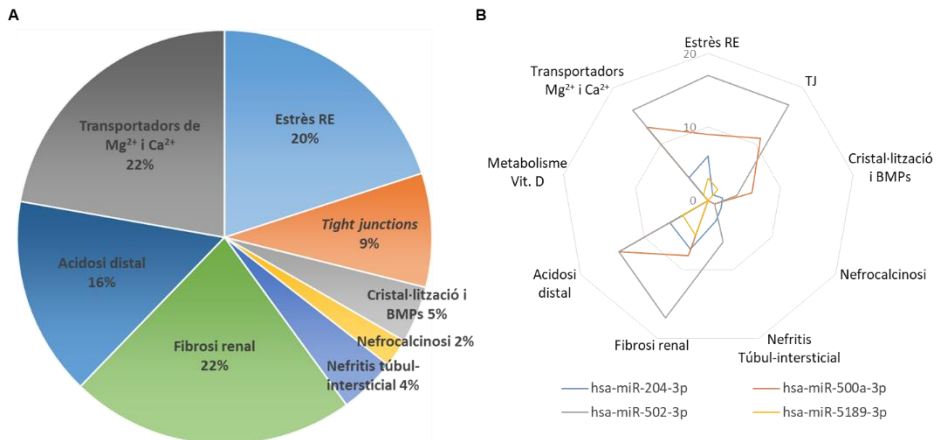 A
Estrès RE
20%
Tight junctions
9%
Cristal·lització i
BMPs 5%
Nefrocalcinosi 2%
Nefritis túbul-
intersticial 4%
Fibrosi renal
22%
Acidosi distal
16%
Transportadors de
Mg²⁺ i Ca²⁺
22%
B
Estrès RE
20
10
0
TJ
Cristal·lització
i BMPs
Nefrocalcinosi
Nefritis
Túbul-intersticial
Fibrosi renal
Acidosi
distal
Metabolisme
Vit. D
Transportadors
Mg²⁺ i Ca²⁺
hsa-miR-204-3p
hsa-miR-500a-3p
hsa-miR-502-3p
hsa-miR-5189-3p